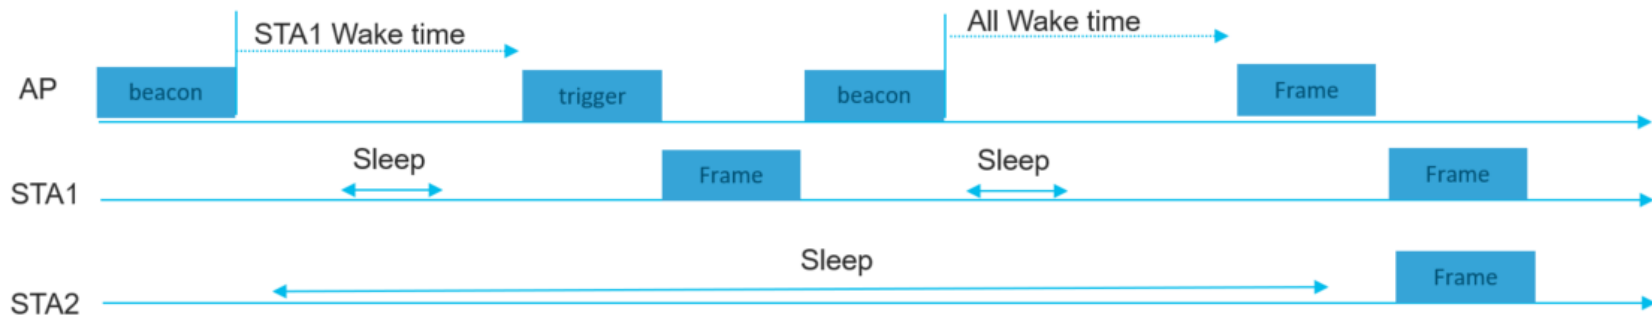 STA1 Wake time
All Wake time
AP
beacon
trigger
beacon
Frame
Sleep
Sleep
STA1
Frame
Frame
Sleep
STA2
Frame